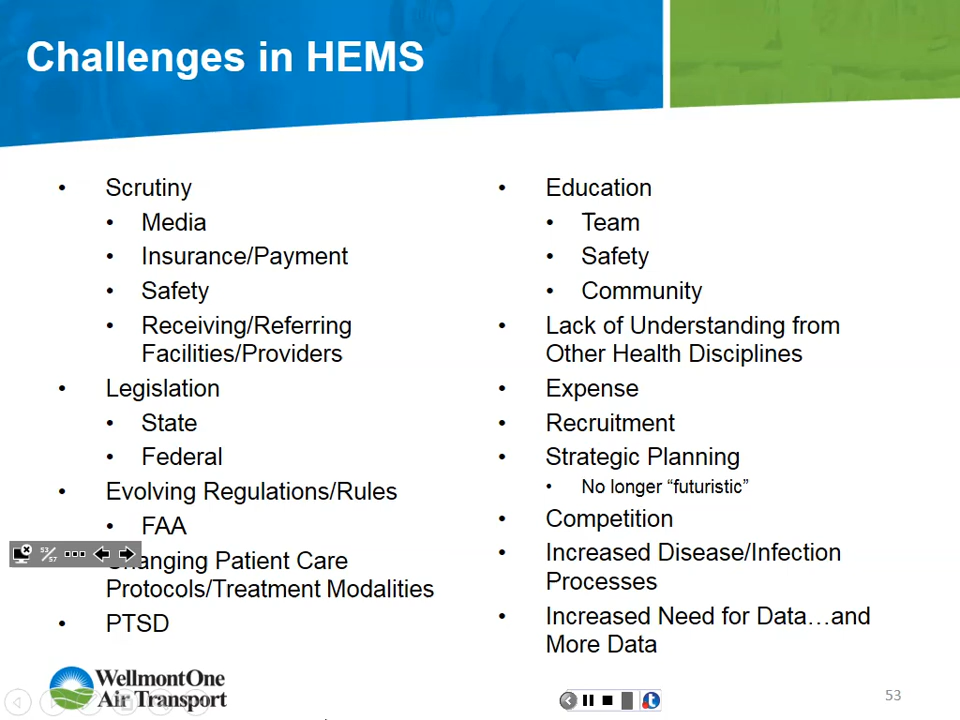 Challenges in HEMS
• Scrutiny
• Media
• Insurance/Payment
• Safety
• Receiving/Referring
Facilities/Providers
• Legislation
• State
• Federal
• Evolving Regulations/Rules
• FAA
Changing Patient Care
Protocols/Treatment Modalities
• PTSD
• Education
• Team
• Safety
• Community
• Lack of Understanding from
Other Health Disciplines
• Expense
• Recruitment
• Strategic Planning
• No longer “futuristic”
• Competition
• Increased Disease/Infection
Processes
• Increased Need for Data…and
More Data
53/57
WellmontOne
Air Transport
t
53